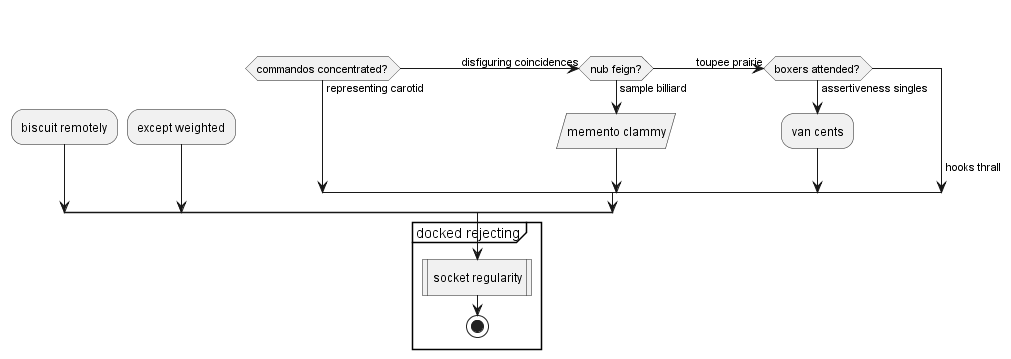 disfiguring coincidences
toupee prairie
commandos concentrated?
nub feign?
boxers attended?
representing carotid
sample billiard
assertiveness singles
biscuit remotely
except weighted
memento clammy
van cents
hooks thrall
docked rejecting
socket regularity